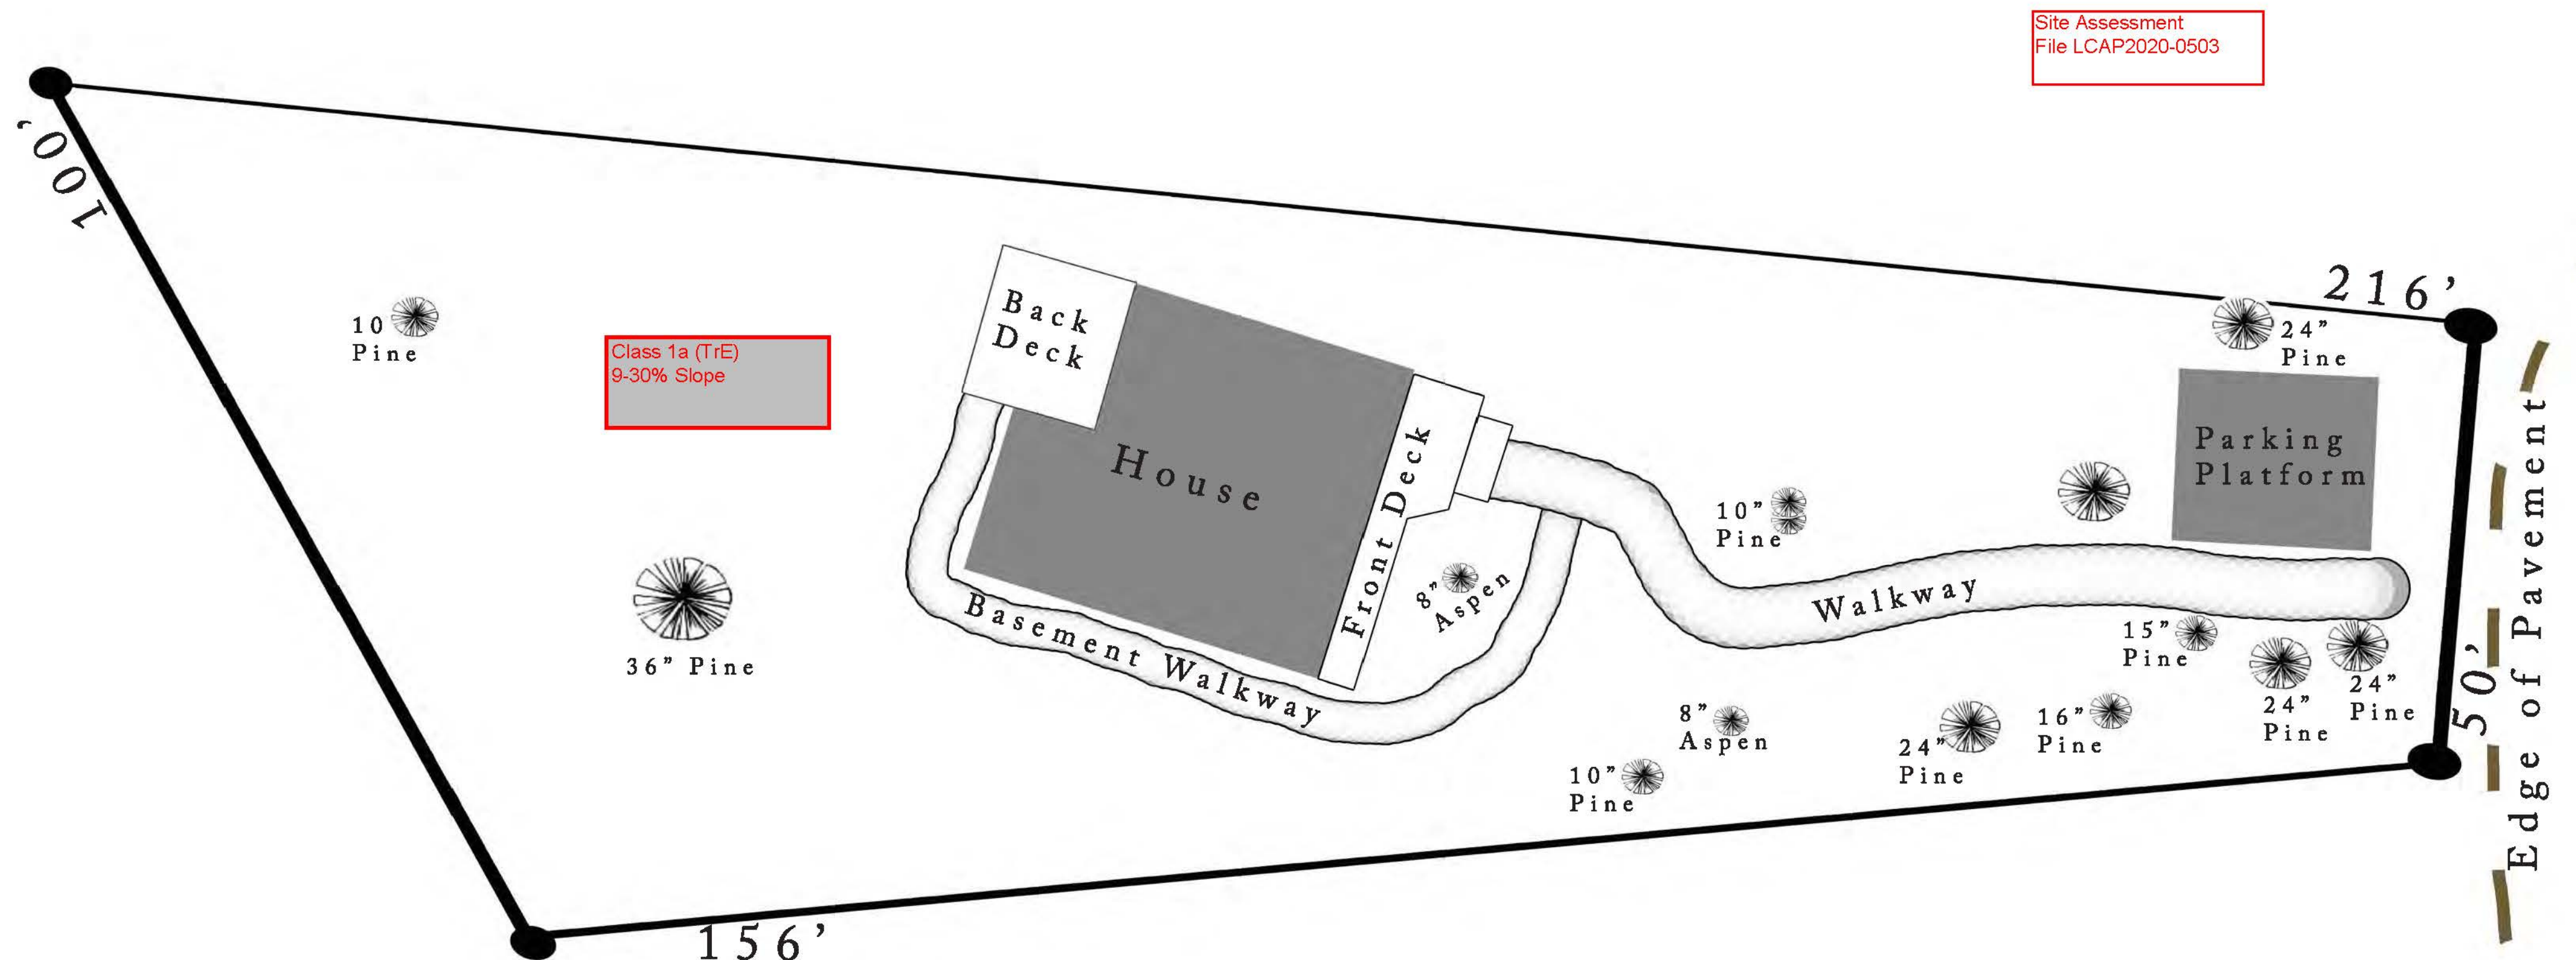 Site Assessment
File LCAP2020-0503
100’
216’
24”
Pine
Back
Deck
10
Pine
Class 1a (TrE)
9-30% Slope
House
Front Deck
Parking
Platform
10”
Pine
8”
Aspen
Walkway
Basement Walkway
36” Pine
15”
Pine
24”
Pine
24”
Pine
16”
Pine
24”
Pine
8”
Aspen
10”
Pine
50’
Edge of Pavement
156’